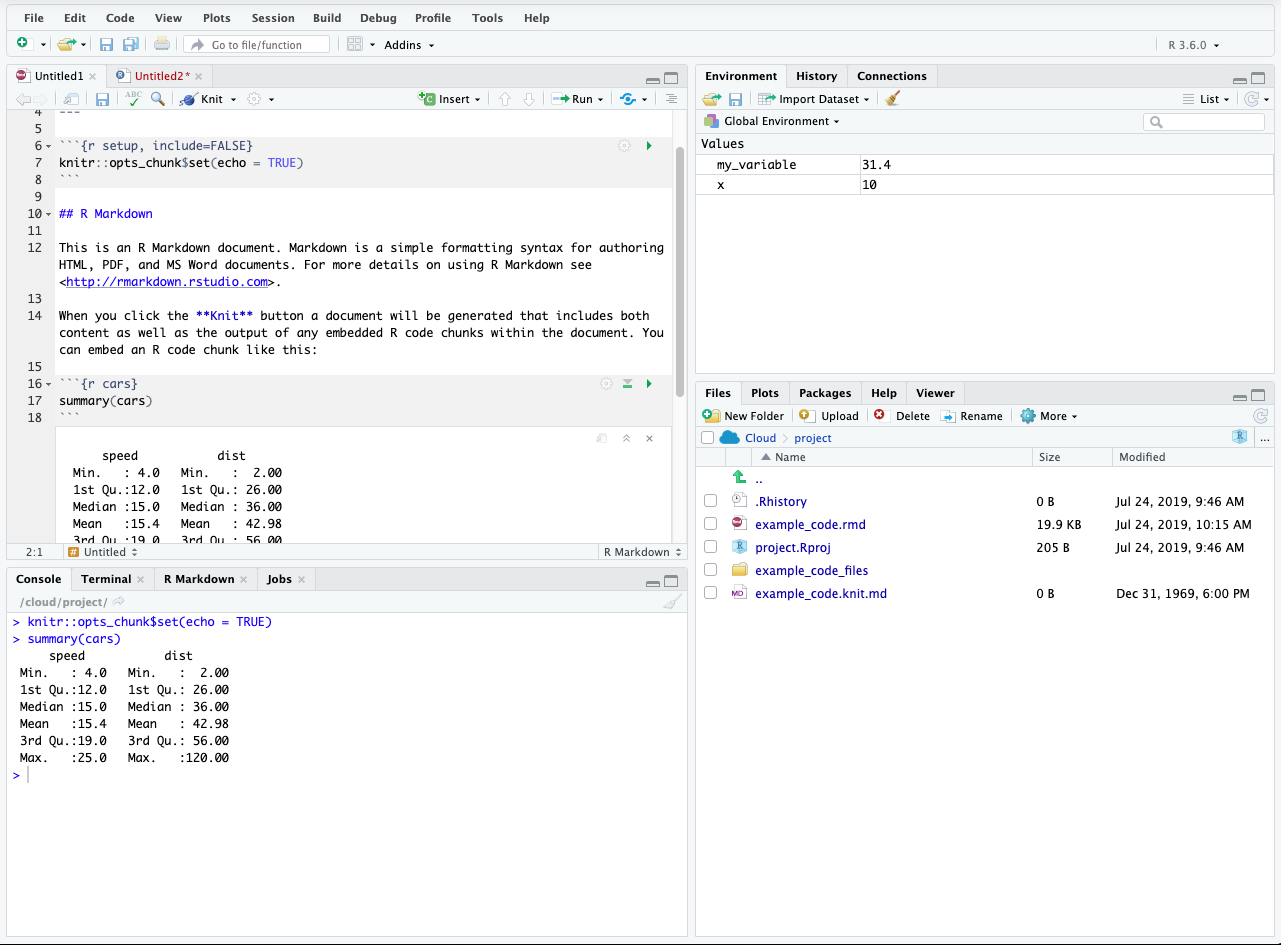 File Edit Code View Plots Session Build Debug Profile Tools Help
Go to file/function Addins R 3.6.0
Untitled1 Untitled2*
ABC Knit Insert Run
4 ---
5
6 ```{r setup, include=FALSE}
7 knitr::opts_chunk$set(echo = TRUE)
8 ```
9
10 ## R Markdown
11
12 This is an R Markdown document. Markdown is a simple formatting syntax for authoring
HTML, PDF, and MS Word documents. For more details on using R Markdown see
<http://rmarkdown.rstudio.com>.
13
14 When you click the **Knit** button a document will be generated that includes both
content as well as the output of any embedded R code chunks within the document. You
can embed an R code chunk like this:
15
16 ```{r cars}
17 summary(cars)
18 ```
speed dist
Min. : 4.0 Min. : 2.00
1st Qu.:12.0 1st Qu.: 26.00
Median :15.0 Median : 36.00
Mean :15.4 Mean : 42.98
3rd Qu.:19.0 3rd Qu.: 56.00
2:1 # Untitled R Markdown
Console Terminal R Markdown Jobs
/cloud/project/
> knitr::opts_chunk$set(echo = TRUE)
> summary(cars)
speed dist
Min. : 4.0 Min. : 2.00
1st Qu.:12.0 1st Qu.: 26.00
Median :15.0 Median : 36.00
Mean :15.4 Mean : 42.98
3rd Qu.:19.0 3rd Qu.: 56.00
Max. :25.0 Max. :120.00
>
Environment History Connections
Import Dataset List
Global Environment
Values
my_variable 31.4
x 10
Files Plots Packages Help Viewer
New Folder Upload Delete Rename More
Cloud project R ...
Name Size Modified
..
.Rhistory 0 B Jul 24, 2019, 9:46 AM
example_code.rmd 19.9 KB Jul 24, 2019, 10:15 AM
R project.Rproj 205 B Jul 24, 2019, 9:46 AM
example_code_files
MD example_code.knit.md 0 B Dec 31, 1969, 6:00 PM